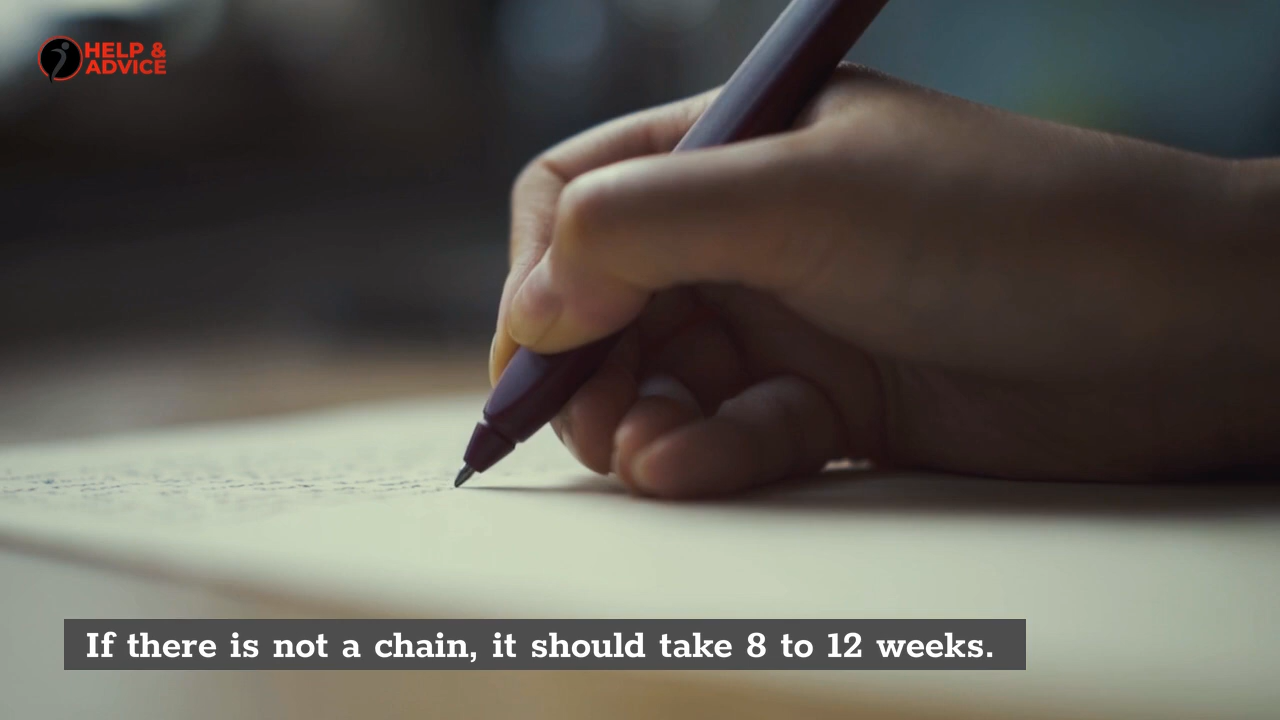 HELP &
ADVICE
If there is not a chain, it should take 8 to 12 weeks.